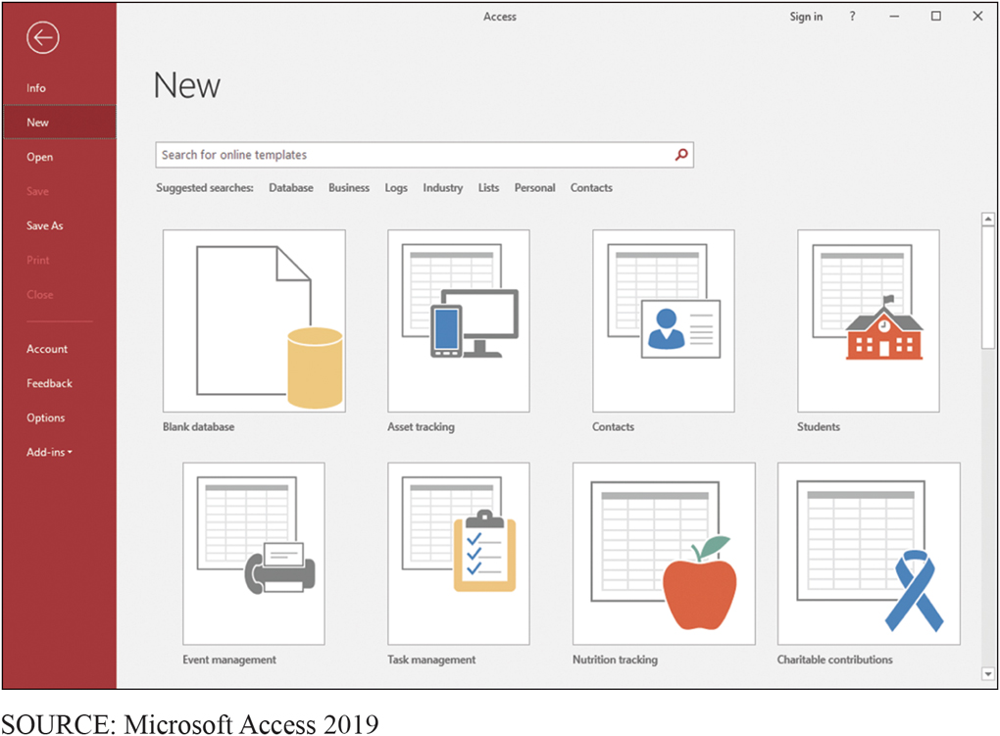 Access
Sign in ?
Info
New
Open
Save
Save As
Print
Close
Account
Feedback
Options
Add-ins
New
Search for online templates
Suggested searches: Database Business Logs Industry Lists Personal Contacts
Blank database Asset tracking Contacts Students
Event management Task management Nutrition tracking Charitable contributions
SOURCE: Microsoft Access 2019